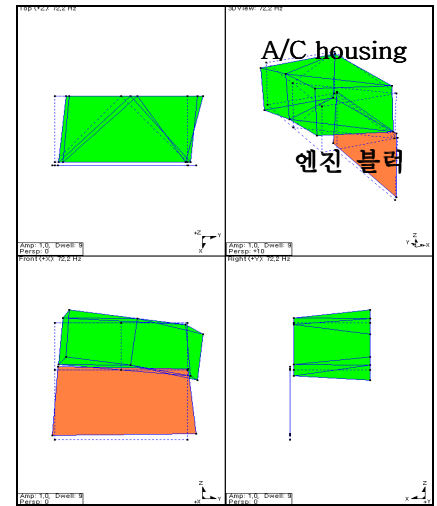 Top (+Z): 72,2 Hz
3D View: 72,2 Hz
A/C housing
엔진 블럭
Amp: 1,0, Dwell: 9
Persp: 0
+Z
Y
X
Amp: 1,0, Dwell: 9
Persp: +10
Z
Y
X
Front (+X): 72,2 Hz
Right (+Y): 72,2 Hz
Amp: 1,0, Dwell: 9
Persp: 0
Z
Y
+X
Amp: 1,0, Dwell: 9
Persp: 0
Z
X
+Y